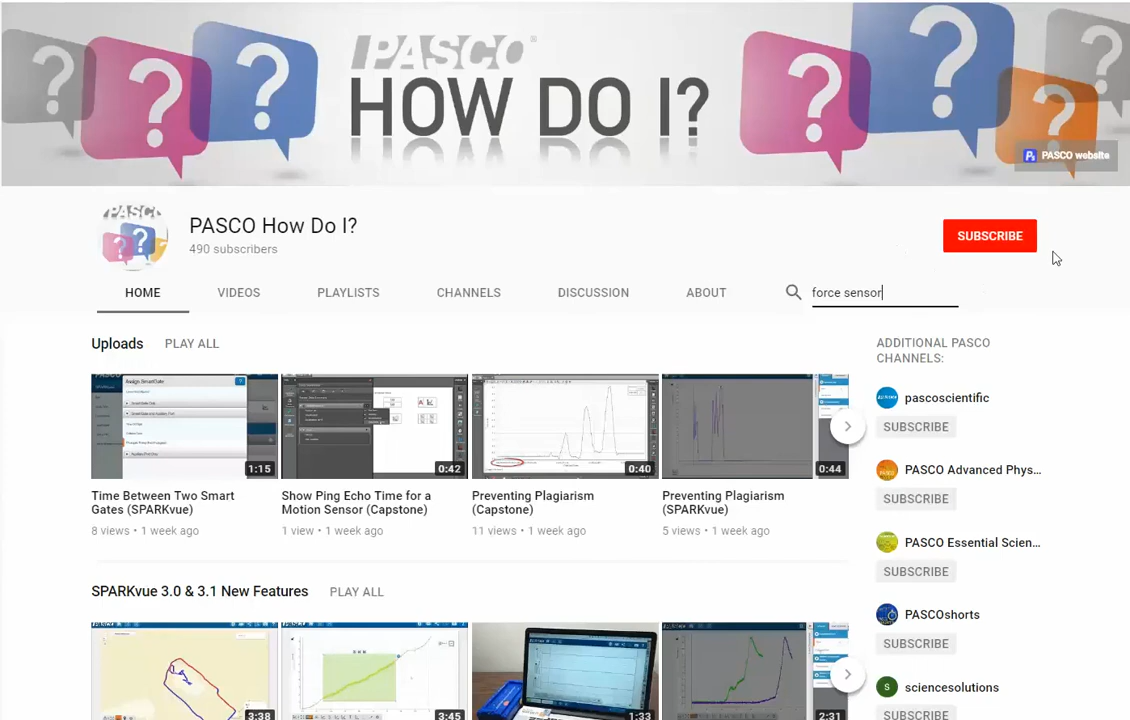 PASCO®
HOW DO I?
PASCO website
PASCO How Do I?
490 subscribers
SUBSCRIBE
HOME VIDEOS PLAYLISTS CHANNELS DISCUSSION ABOUT force sensor
Uploads PLAY ALL
Assign SmartGate
1:15
0:42
0:40
0:44
Time Between Two Smart
Gates (SPARKvue)
8 views • 1 week ago
Show Ping Echo Time for a
Motion Sensor (Capstone)
1 view • 1 week ago
Preventing Plagiarism
(Capstone)
11 views • 1 week ago
Preventing Plagiarism
(SPARKvue)
5 views • 1 week ago
SPARKvue 3.0 & 3.1 New Features PLAY ALL
3:38
3:45
1:33
2:31
ADDITIONAL PASCO
CHANNELS:
pascoscientific
SUBSCRIBE
PASCO Advanced Phys...
SUBSCRIBE
PASCO Essential Scien...
SUBSCRIBE
PASCOshorts
SUBSCRIBE
S sciencesolutions
SUBSCRIBE